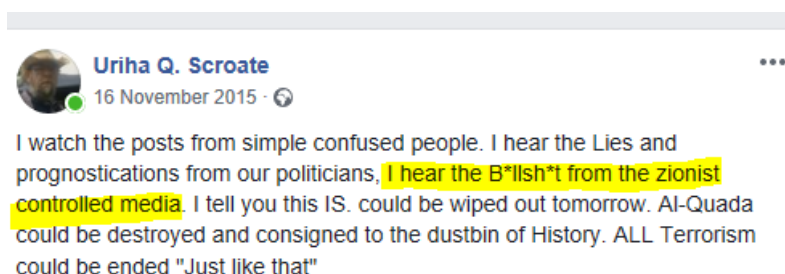 Uriha Q. Scroate
16 November 2015 ·
I watch the posts from simple confused people. I hear the Lies and
prognostications from our politicians, I hear the B*llsh*t from the zionist
controlled media. I tell you this IS. could be wiped out tomorrow. Al-Quada
could be destroyed and consigned to the dustbin of History. ALL Terrorism
could be ended "Just like that"